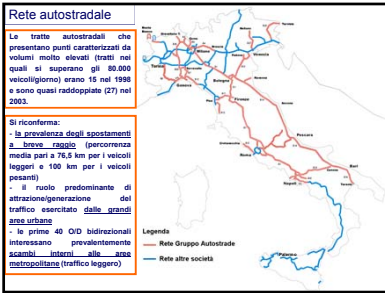 Rete autostradale
Le tratte autostradali che
presentano punti caratterizzati da
volumi molto elevati (tratti nei
quali si superano gli 80.000
veicoli/giorno) erano 15 nel 1998
e sono quasi raddoppiate (27) nel
2003.
Si riconferma:
- la prevalenza degli spostamenti
a breve raggio (percorrenza
media pari a 76,5 km per i veicoli
leggeri e 100 km per i veicoli
pesanti)
- il ruolo predominante di
attrazione/generazione del
traffico esercitato dalle grandi
aree urbane
- le prime 40 O/D bidirezionali
interessano prevalentemente
scambi interni alle aree
metropolitane (traffico leggero)
Milano
Torino
Genova
Bologna
Firenze
Pescara
Civitavecchia
Roma
Napoli
Bari
Palermo
Legenda
Rete Gruppo Autostrade
Rete altre società